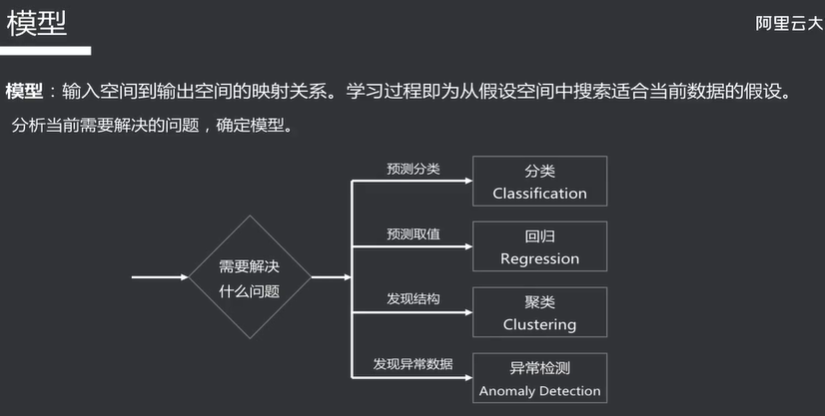 模型
阿里云大
模型：输入空间到输出空间的映射关系。学习过程即为从假设空间中搜索适合当前数据的假设。
分析当前需要解决的问题，确定模型。
需要解决
什么问题
预测分类
分类
Classification
预测取值
回归
Regression
发现结构
聚类
Clustering
发现异常数据
异常检测
Anomaly Detection